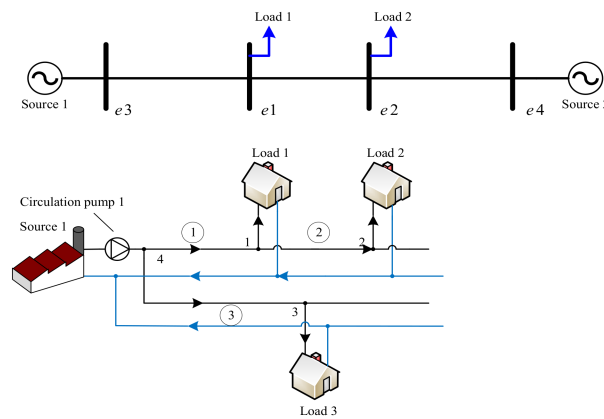 Load 1
Load 2
Source 1
e3
e1
e2
e4
Source
Load 1
Load 2
Circulation pump 1
Source 1
1
2
1
2
4
3
3
Load 3